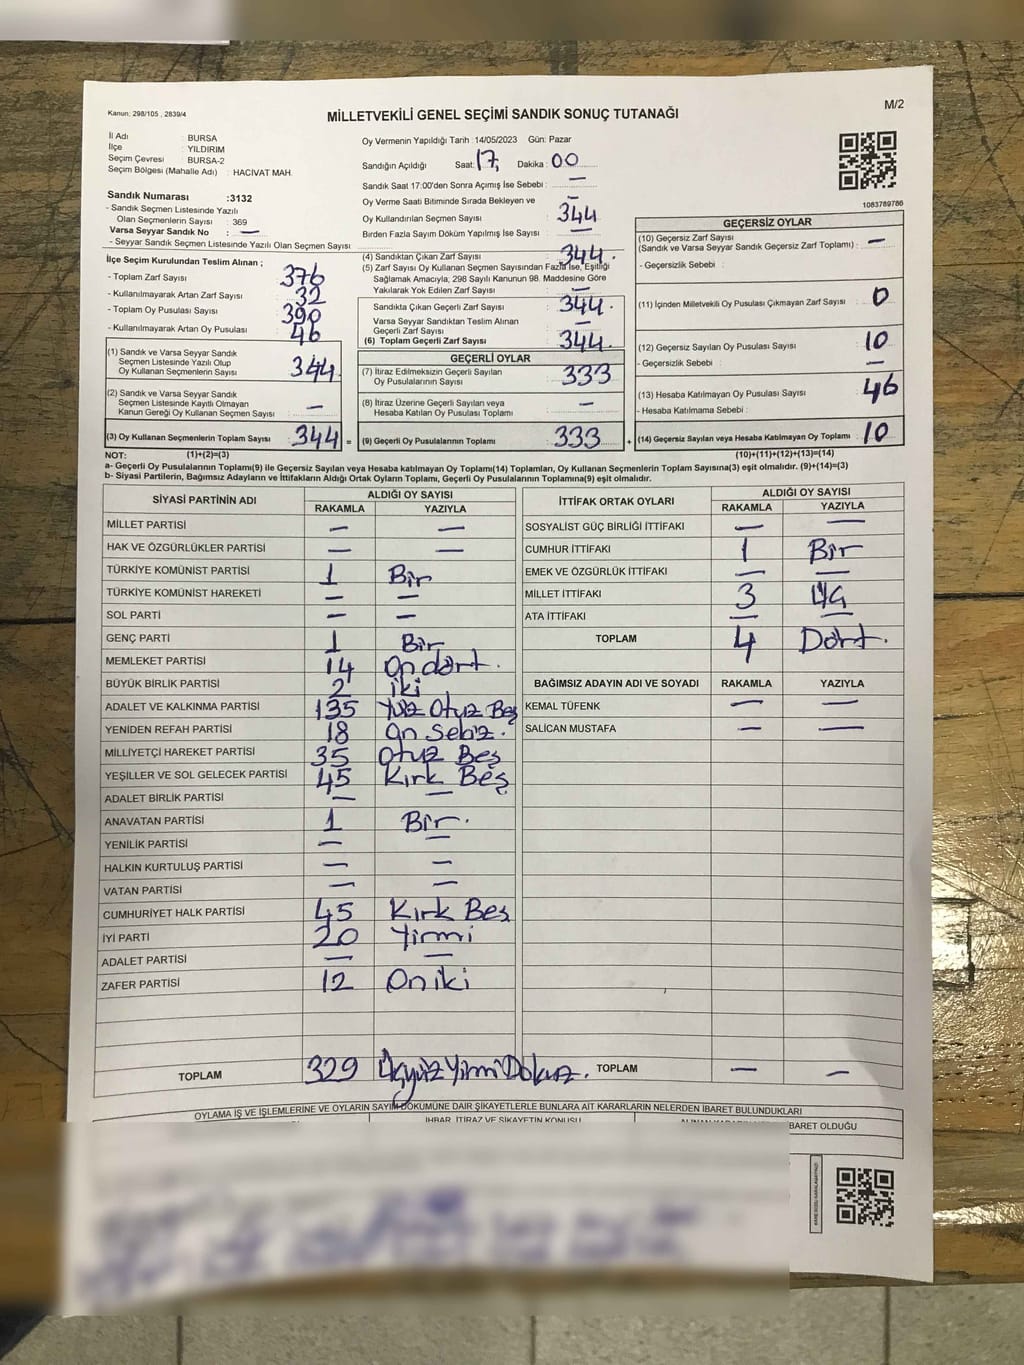 Kanun: 298/105 , 2839/4
MİLLETVEKİLİ GENEL SEÇİMİ SANDIK SONUÇ TUTANAĞI
M/2
İl Adı : BURSA
İlçe : YILDIRIM
Seçim Çevresi : BURSA-2
Seçim Bölgesi (Mahalle Adı) : HACİVAT MAH.
Sandık Numarası :3132
- Sandık Seçmen Listesinde Yazılı
Olan Seçmenlerin Sayısı : 369
Varsa Seyyar Sandık No : —
- Seyyar Sandık Seçmen Listesinde Yazılı Olan Seçmen Sayısı :
Oy Vermenin Yapıldığı Tarih : 14/05/2023 Gün: Pazar
Sandığın Açıldığı Saat: 17, Dakika : 00
Sandık Saat 17:00'den Sonra Açımış İse Sebebi : —
Oy Verme Saati Bitiminde Sırada Bekleyen ve : —
Oy Kullandırılan Seçmen Sayısı : 344
Birden Fazla Sayım Döküm Yapılmış İse Sayısı : —
1083789786
İlçe Seçim Kurulundan Teslim Alınan ;
- Toplam Zarf Sayısı : 376
- Kullanılmayarak Artan Zarf Sayısı : 32
- Toplam Oy Pusulası Sayısı : 390
- Kullanılmayarak Artan Oy Pusulası : 46
(1) Sandık ve Varsa Seyyar Sandık
Seçmen Listesinde Yazılı Olup
Oy Kullanan Seçmenlerin Sayısı : 344
(2) Sandık ve Varsa Seyyar Sandık
Seçmen Listesinde Kayıtlı Olmayan
Kanun Gereği Oy Kullanan Seçmen Sayısı : —
(3) Oy Kullanan Seçmenlerin Toplam Sayısı : 344 =
(4) Sandıktan Çıkan Zarf Sayısı : 344
(5) Zarf Sayısı Oy Kullanan Seçmen Sayısından Fazla İse, Eşitliği
Sağlamak Amacıyla, 298 Sayılı Kanunun 98. Maddesine Göre
Yakılarak Yok Edilen Zarf Sayısı : —
Sandıkta Çıkan Geçerli Zarf Sayısı : 344.
Varsa Seyyar Sandıktan Teslim Alınan
Geçerli Zarf Sayısı : —
(6) Toplam Geçerli Zarf Sayısı : 344.
GEÇERLİ OYLAR
(7) İtiraz Edilmeksizin Geçerli Sayılan
Oy Pusulalarının Sayısı : 333
(8) İtiraz Üzerine Geçerli Sayılan veya
Hesaba Katılan Oy Pusulası Toplamı : —
(9) Geçerli Oy Pusulalarının Toplamı : 333 +
GEÇERSİZ OYLAR
(10) Geçersiz Zarf Sayısı
(Sandık ve Varsa Seyyar Sandık Geçersiz Zarf Toplamı) : —
- Geçersizlik Sebebi :
(11) İçinden Milletvekili Oy Pusulası Çıkmayan Zarf Sayısı : 0
(12) Geçersiz Sayılan Oy Pusulası Sayısı : 10
- Geçersizlik Sebebi : —
(13) Hesaba Katılmayan Oy Pusulası Sayısı : 46
- Hesaba Katılmama Sebebi :
(14) Geçersiz Sayılan veya Hesaba Katılmayan Oy Pusulası Toplamı : 10
NOT: (1)+(2)=(3) (10)+(11)+(12)+(13)=(14)
a- Geçerli Oy Pusulalarının Toplamı(9) ile Geçersiz Sayılan veya Hesaba katılmayan Oy Toplamı(14) Toplamları, Oy Kullanan Seçmenlerin Toplam Sayısına(3) eşit olmalıdır. (9)+(14)=(3)
b- Siyasi Partilerin, Bağımsız Adayların ve İttifakların Aldığı Ortak Oyların Toplamı, Geçerli Oy Pusulalarının Toplamına(9) eşit olmalıdır.
SİYASİ PARTİNİN ADI ALDIĞI OY SAYISI
RAKAMLA YAZIYLA
MİLLET PARTİSİ — —
HAK VE ÖZGÜRLÜKLER PARTİSİ — —
TÜRKİYE KOMÜNİST PARTİSİ 1 Bir
TÜRKİYE KOMÜNİST HAREKETİ — —
SOL PARTİ — —
GENÇ PARTİ 1 Bir
MEMLEKET PARTİSİ 14 On dört.
BÜYÜK BİRLİK PARTİSİ 2 iki
ADALET VE KALKINMA PARTİSİ 135 Yüz Otuz Beş
YENİDEN REFAH PARTİSİ 18 On Sekiz.
MİLLİYETÇİ HAREKET PARTİSİ 35 Otuz Beş
YEŞİLLER VE SOL GELECEK PARTİSİ 45 Kırk Beş
ADALET BİRLİK PARTİSİ — —
ANAVATAN PARTİSİ 1 Bir.
YENİLİK PARTİSİ — —
HALKIN KURTULUŞ PARTİSİ — —
VATAN PARTİSİ — —
CUMHURİYET HALK PARTİSİ 45 Kırk Beş
İYİ PARTİ 20 Yirmi
ADALET PARTİSİ — —
ZAFER PARTİSİ 12 On iki
TOPLAM 329 Üçyüz Yirmi Dokuz.
İTTİFAK ORTAK OYLARI ALDIĞI OY SAYISI
RAKAMLA YAZIYLA
SOSYALİST GÜÇ BİRLİĞİ İTTİFAKI — —
CUMHUR İTTİFAKI 1 Bir
EMEK VE ÖZGÜRLÜK İTTİFAKI — —
MİLLET İTTİFAKI 3 Üç
ATA İTTİFAKI — —
TOPLAM 4 Dört.
BAĞIMSIZ ADAYIN ADI VE SOYADI RAKAMLA YAZIYLA
KEMAL TÜFENK — —
SALİCAN MUSTAFA — —
TOPLAM — —
OYLAMA İŞ VE İŞLEMLERİNE VE OYLARIN SAYIM DÖKÜMÜNE DAİR ŞİKAYETLERLE BUNLARA AİT KARARLARIN NELERDEN İBARET BULUNDUKLARI
İHBAR, İTİRAZ VE ŞİKAYETİN KONUSU
BARET OLDUĞU